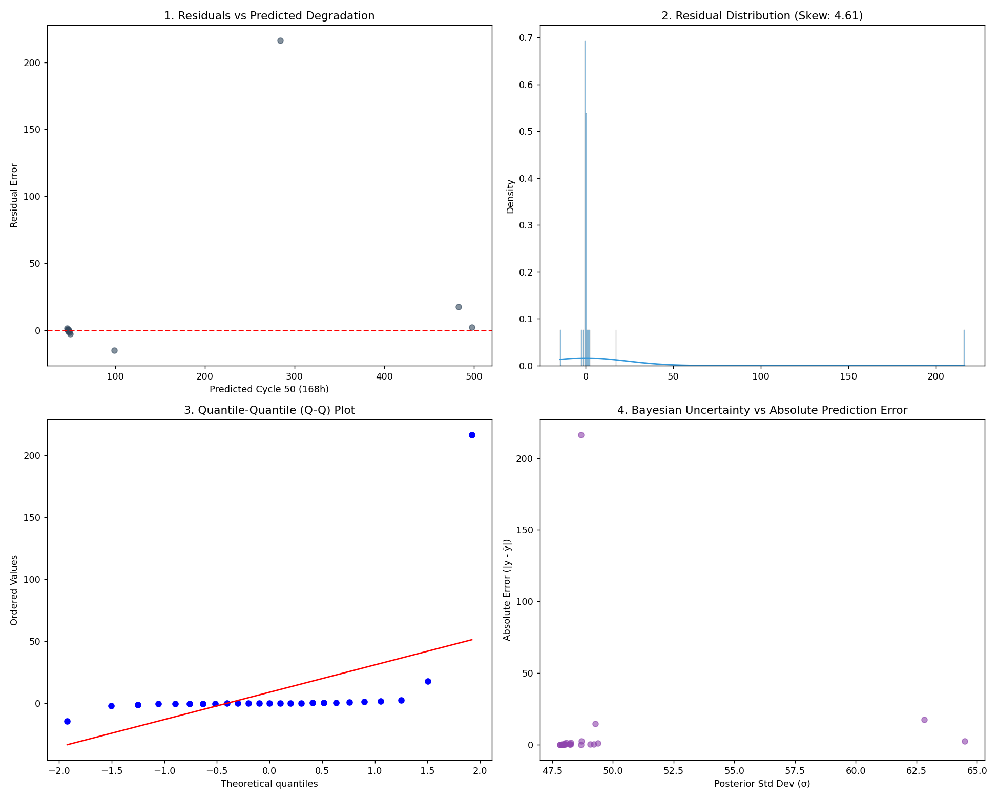 1. Residuals vs Predicted Degradation
Residual Error
200
150
100
50
0
100 200 300 400 500
Predicted Cycle 50 (168h)
2. Residual Distribution (Skew: 4.61)
Density
0.7
0.6
0.5
0.4
0.3
0.2
0.1
0.0
0 50 100 150 200
3. Quantile-Quantile (Q-Q) Plot
Ordered Values
200
150
100
50
0
−2.0 −1.5 −1.0 −0.5 0.0 0.5 1.0 1.5 2.0
Theoretical quantiles
4. Bayesian Uncertainty vs Absolute Prediction Error
Absolute Error (|y - ŷ|)
200
150
100
50
0
47.5 50.0 52.5 55.0 57.5 60.0 62.5 65.0
Posterior Std Dev (σ)